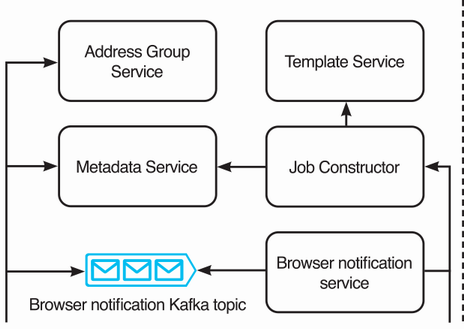 Address Group
Service
Template Service
Metadata Service
Job Constructor
Browser notification
service
Browser notification Kafka topic